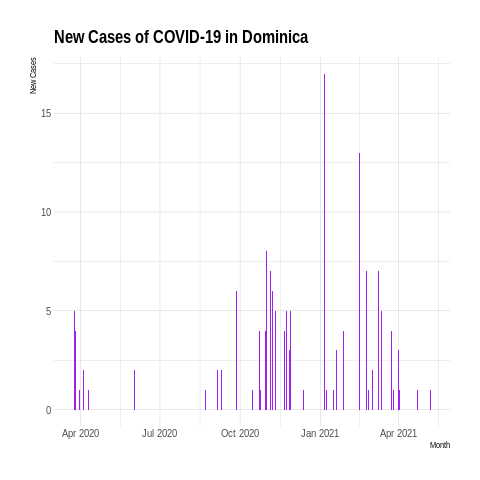 New Cases of COVID-19 in Dominica
New Cases
15
10
5
0
Apr 2020 Jul 2020 Oct 2020 Jan 2021 Apr 2021
Month